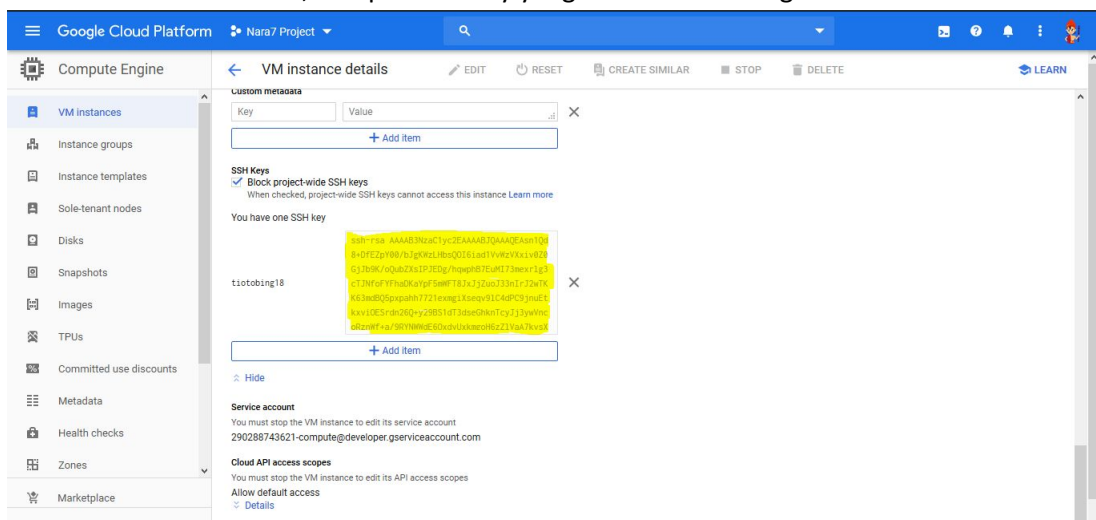 Google Cloud Platform
Nara7 Project
Compute Engine
VM instance details
EDIT
RESET
CREATE SIMILAR
STOP
DELETE
LEARN
VM instances
Instance groups
Instance templates
Sole-tenant nodes
Disks
Snapshots
Images
TPUs
Committed use discounts
Metadata
Health checks
Zones
Marketplace
Custom metadata
Key
Value
+ Add item
SSH Keys
Block project-wide SSH keys
When checked, project-wide SSH keys cannot access this instance Learn more
You have one SSH key
tiotobing18
ssh-rsa
+ Add item
Hide
Service account
You must stop the VM instance to edit its service account
290288743621-compute@developer.gserviceaccount.com
Cloud API access scopes
You must stop the VM instance to edit its API access scopes
Allow default access
Details